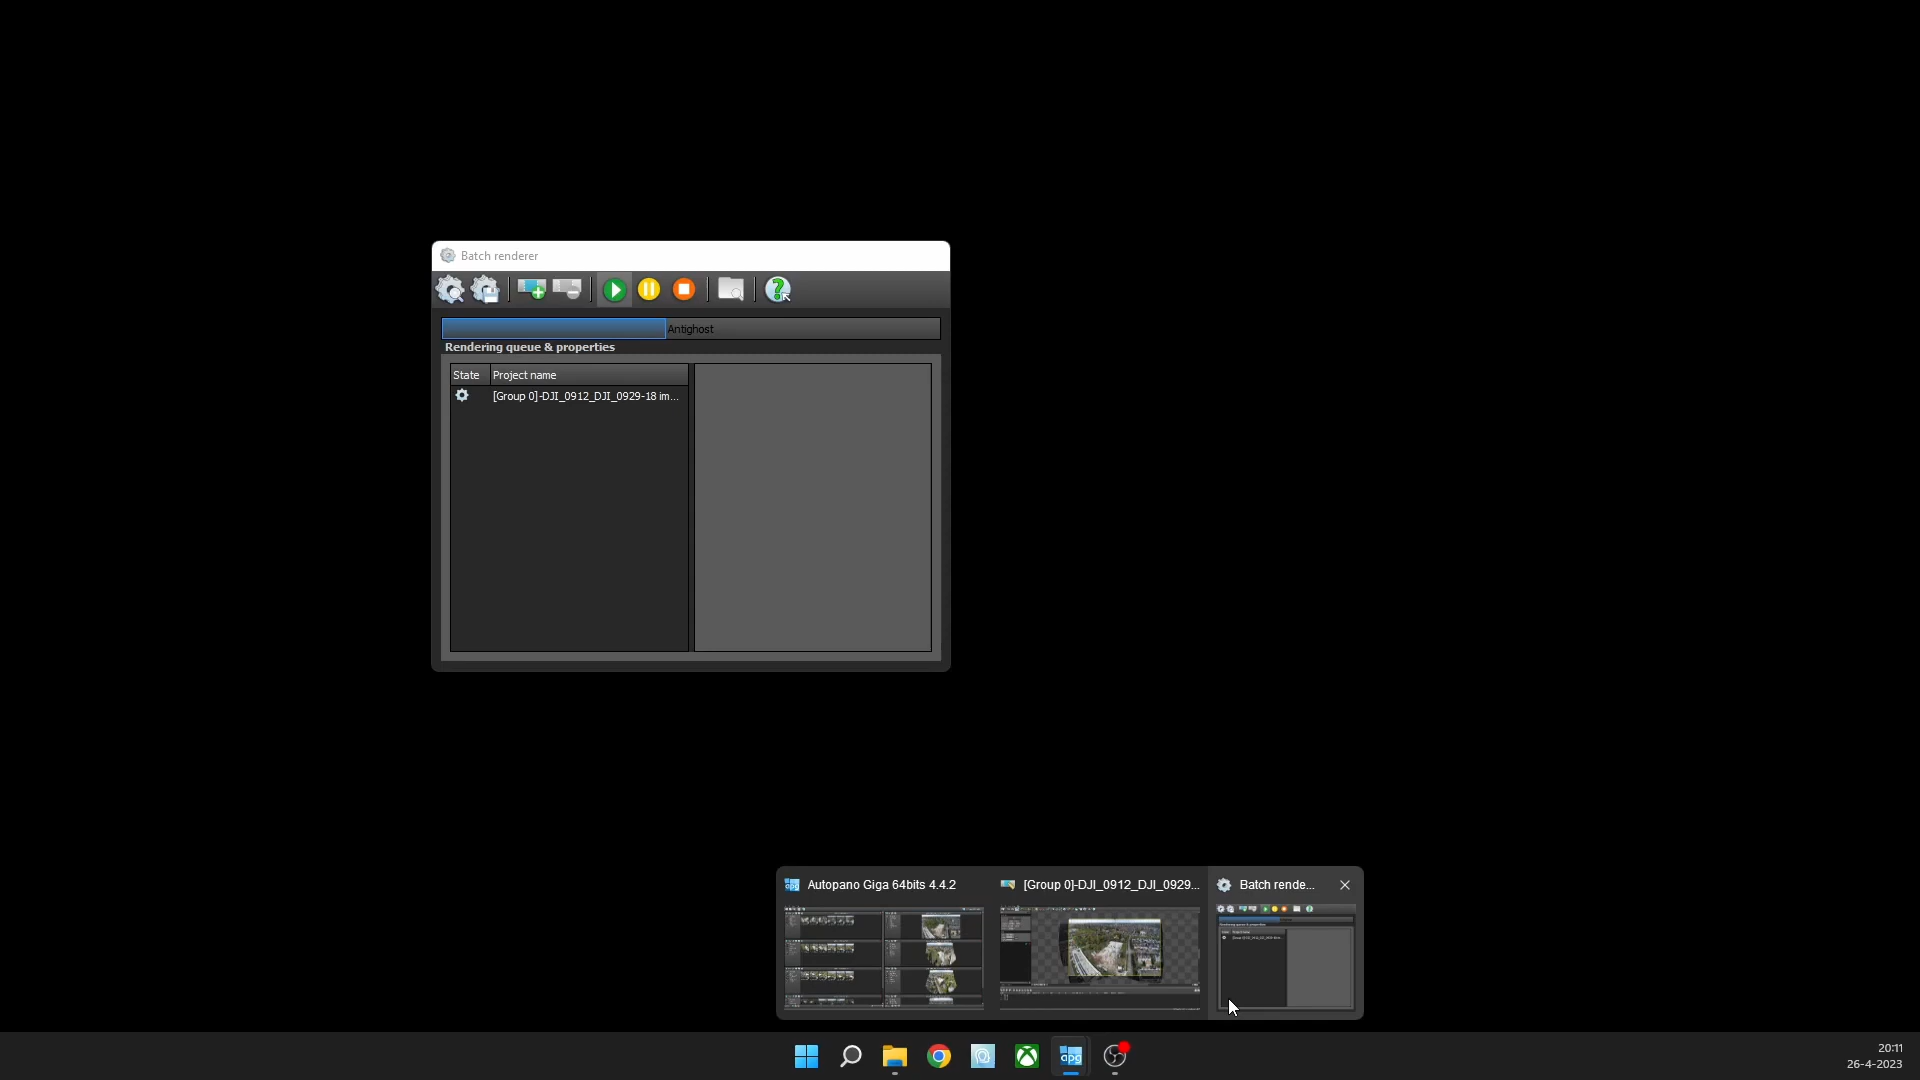 Batch renderer
Antighost
Rendering queue & properties
State Project name
[Group 0]-DJI_0912_DJI_0929-18 im...
Autopano Giga 64bits 4.4.2
[Group 0]-DJI_0912_DJI_0929...
Batch rende...
apg
20:11
26-4-2023